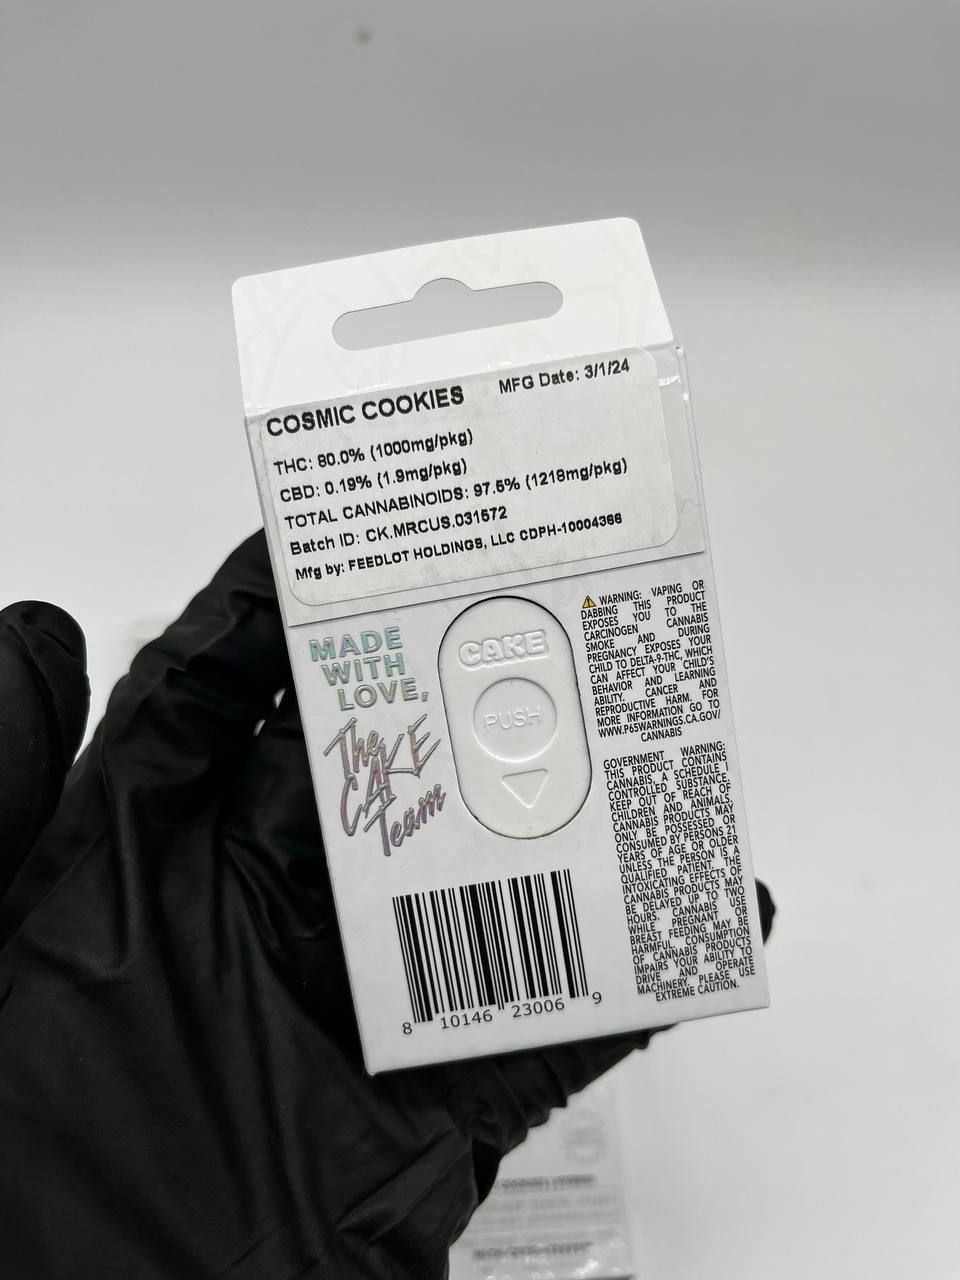 COSMIC COOKIES MFG Date: 3/1/24
THC: 80.0% (1000mg/pkg)
CBD: 0.19% (1.9mg/pkg)
TOTAL CANNABINOIDS: 97.5% (1218mg/pkg)
Batch ID: CK.MRCUS.031572
Mfg by: FEEDLOT HOLDINGS, LLC CDPH-10004366
MADE
WITH
LOVE,
The
CAKE
Team
CAKE
PUSH
WARNING: VAPING OR
DABBING THIS PRODUCT
EXPOSES YOU TO THE
CARCINOGEN CANNABIS
SMOKE AND DURING
PREGNANCY EXPOSES YOUR
CHILD TO DELTA-9-THC, WHICH
CAN AFFECT YOUR CHILD'S
BEHAVIOR AND LEARNING
ABILITY. CANCER AND
REPRODUCTIVE HARM. FOR
MORE INFORMATION GO TO
WWW.P65WARNINGS.CA.GOV/
CANNABIS
GOVERNMENT WARNING:
THIS PRODUCT CONTAINS
CANNABIS, A SCHEDULE I
CONTROLLED SUBSTANCE.
KEEP OUT OF REACH OF
CHILDREN AND ANIMALS.
CANNABIS PRODUCTS MAY
ONLY BE POSSESSED OR
CONSUMED BY PERSONS 21
YEARS OF AGE OR OLDER
UNLESS THE PERSON IS A
QUALIFIED PATIENT. THE
INTOXICATING EFFECTS OF
CANNABIS PRODUCTS MAY
BE DELAYED UP TO TWO
HOURS. CANNABIS USE
WHILE PREGNANT OR
BREAST FEEDING MAY BE
HARMFUL. CONSUMPTION
OF CANNABIS PRODUCTS
IMPAIRS YOUR ABILITY TO
DRIVE AND OPERATE
MACHINERY. PLEASE USE
EXTREME CAUTION.
8 10146 23006 9